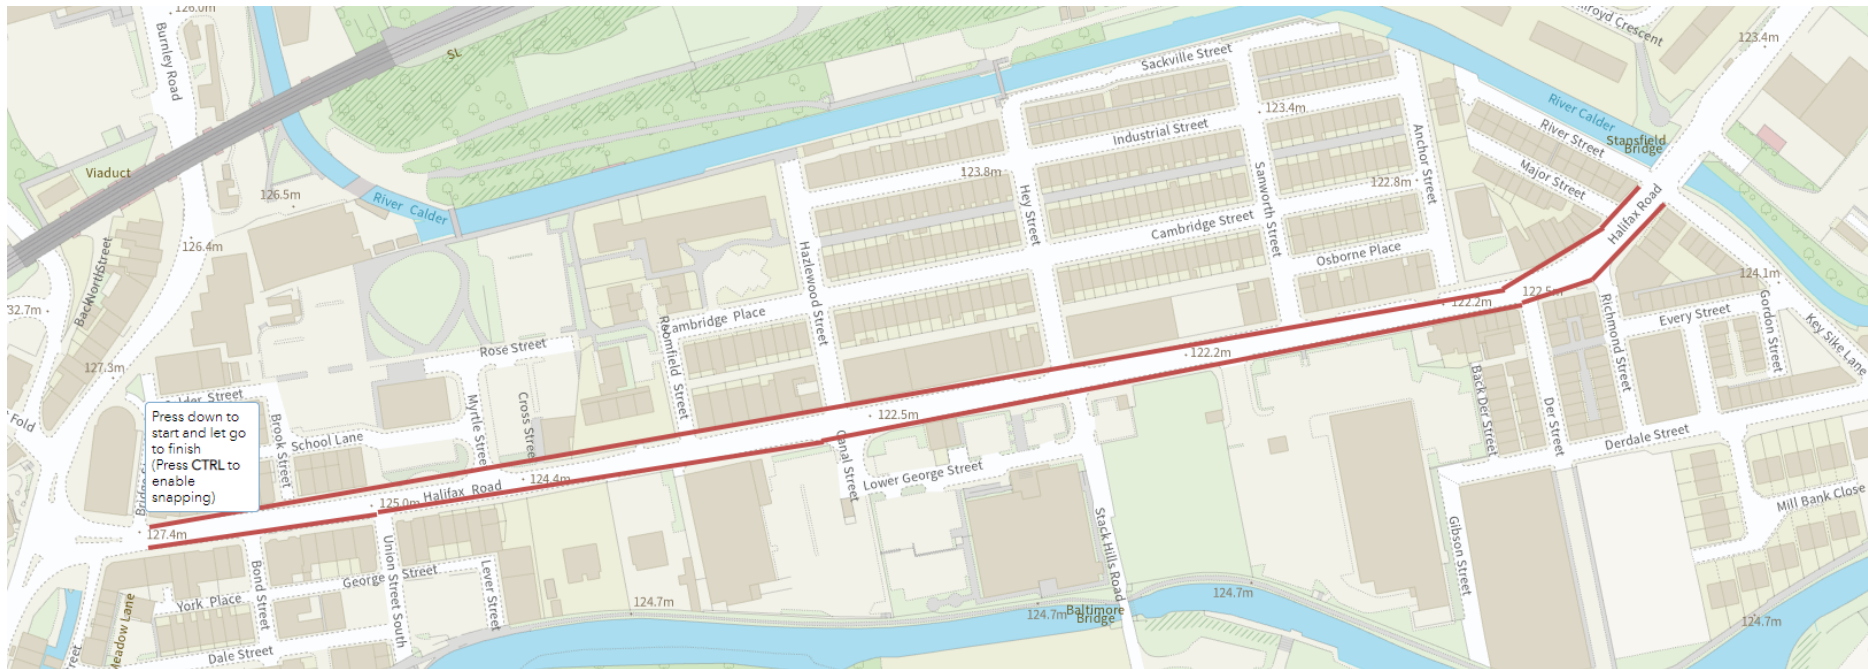 126.0m
Burnley Road
SL
Viaduct
126.5m
River Calder
126.4m
Back
North Street
32.7m
127.3m
Fold
Sackville Street
123.4m
Industrial Street
123.8m
Hey Street
Sanworth Street
Anchor Street
122.8m
Cambridge Street
Osborne Place
Hazlewood Street
Cambridge Place
Roomfield Street
Rose Street
Calder Street
Brook Street
School Lane
Myrtle Street
Cross Street
Press down to
start and let go
to finish
(Press CTRL to
enable
snapping)
127.4m
125.0m
Halifax Road
124.4m
122.5m
122.2m
122.2m
122.5m
Canal Street
Lower George Street
Stack Hills Road
Union Street South
Bond Street
George Street
Lever Street
York Place
Meadow Lane
Dale Street
124.7m
124.7m
Baltimore
Bridge
124.7m
Crescent
123.4m
River Calder
Stansfield
Bridge
River Street
Major Street
Halifax Road
124.1m
Gordon Street
Every Street
Key Sike Lane
Richmond Street
Back Der Street
Der Street
Derdale Street
Gibson Street
Mill Bank Close
124.7m